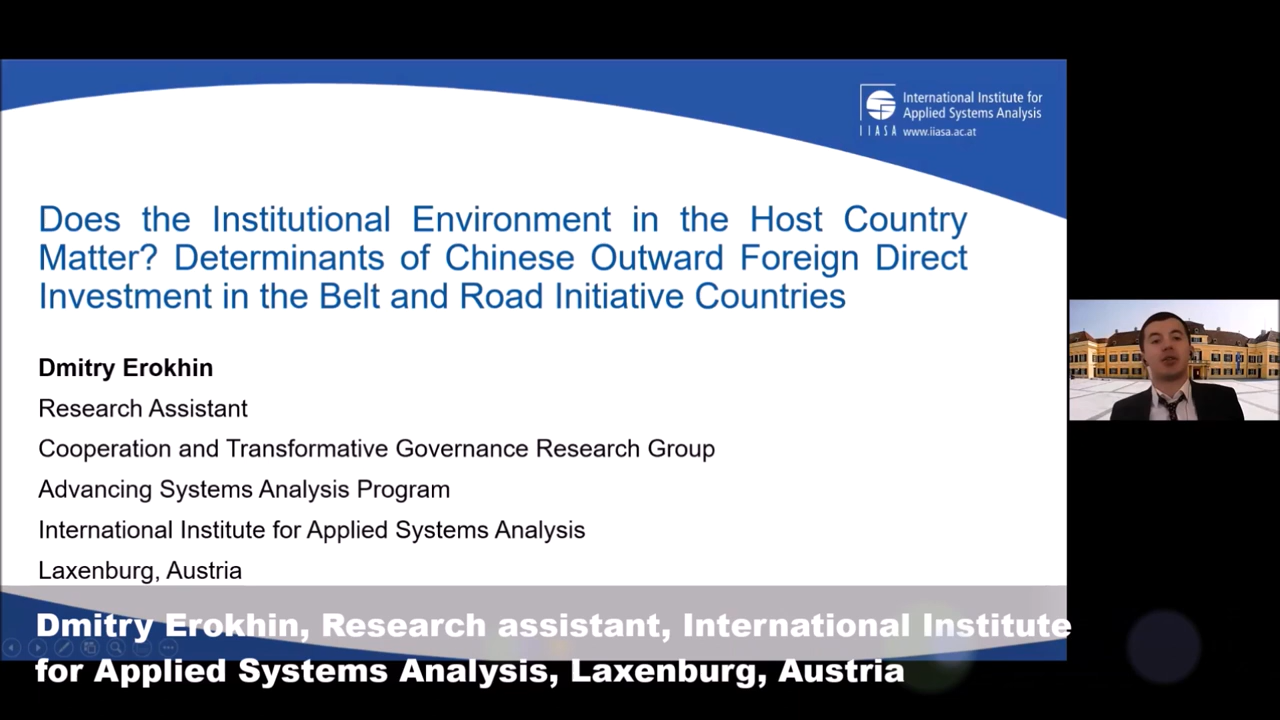 International Institute for
Applied Systems Analysis
IIASA www.iiasa.ac.at
Does the Institutional Environment in the Host Country
Matter? Determinants of Chinese Outward Foreign Direct
Investment in the Belt and Road Initiative Countries
Dmitry Erokhin
Research Assistant
Cooperation and Transformative Governance Research Group
Advancing Systems Analysis Program
International Institute for Applied Systems Analysis
Laxenburg, Austria
Dmitry Erokhin, Research assistant, International Institute
for Applied Systems Analysis, Laxenburg, Austria